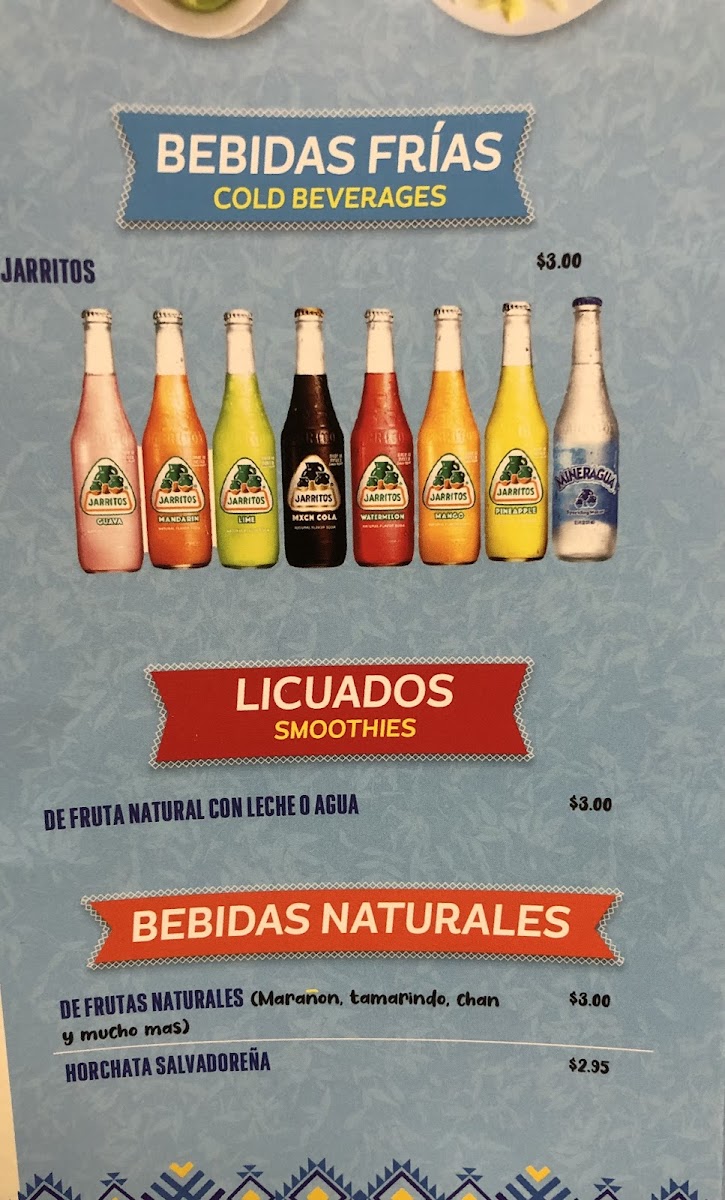 BEBIDAS FRÍAS
COLD BEVERAGES
JARRITOS $3.00
JARRITOS JARRITOS JARRITOS JARRITOS JARRITOS JARRITOS JARRITOS MINERAGUA
GUAVA MANDARIN LIME MXCN COLA WATERMELON MANGO PINEAPPLE
LICUADOS
SMOOTHIES
DE FRUTA NATURAL CON LECHE O AGUA $3.00
BEBIDAS NATURALES
DE FRUTAS NATURALES (Marañon, tamarindo, chan $3.00
y mucho mas)
HORCHATA SALVADOREÑA $2.95